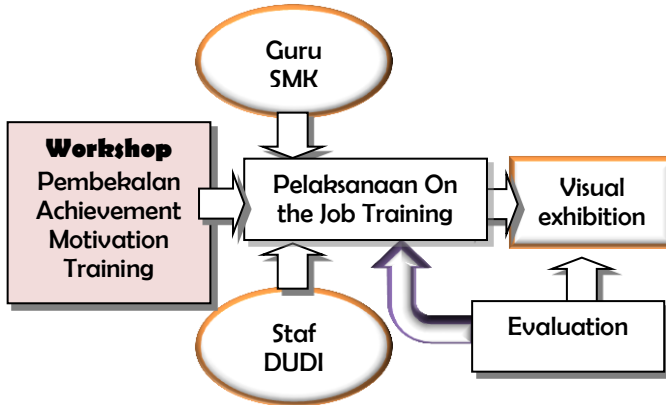 Guru
SMK
Workshop
Pembekalan
Achievement
Motivation
Training
Pelaksanaan On
the Job Training
Visual
exhibition
Staf
DUDI
Evaluation